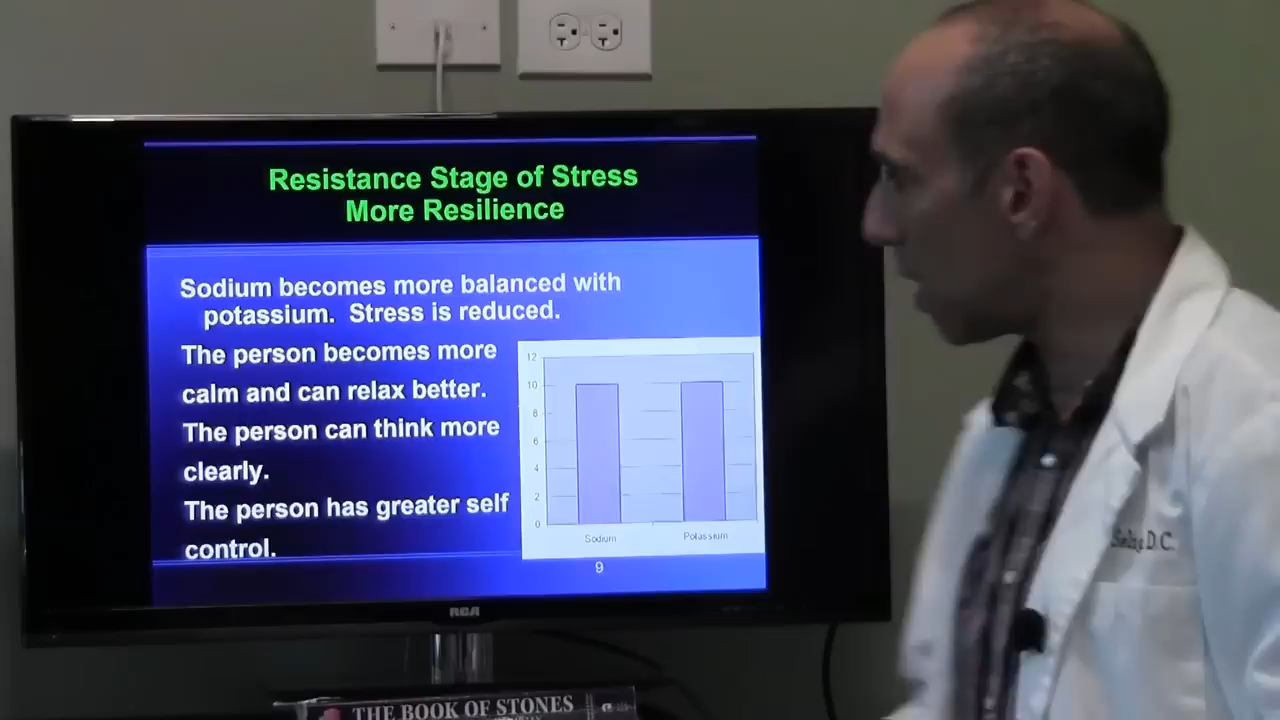 Resistance Stage of Stress
More Resilience
Sodium becomes more balanced with
potassium. Stress is reduced.
The person becomes more
calm and can relax better.
The person can think more
clearly.
The person has greater self
control.
12
10
8
6
4
2
0
Sodium
Potassium
9
RCA
D.C.
THE BOOK OF STONES